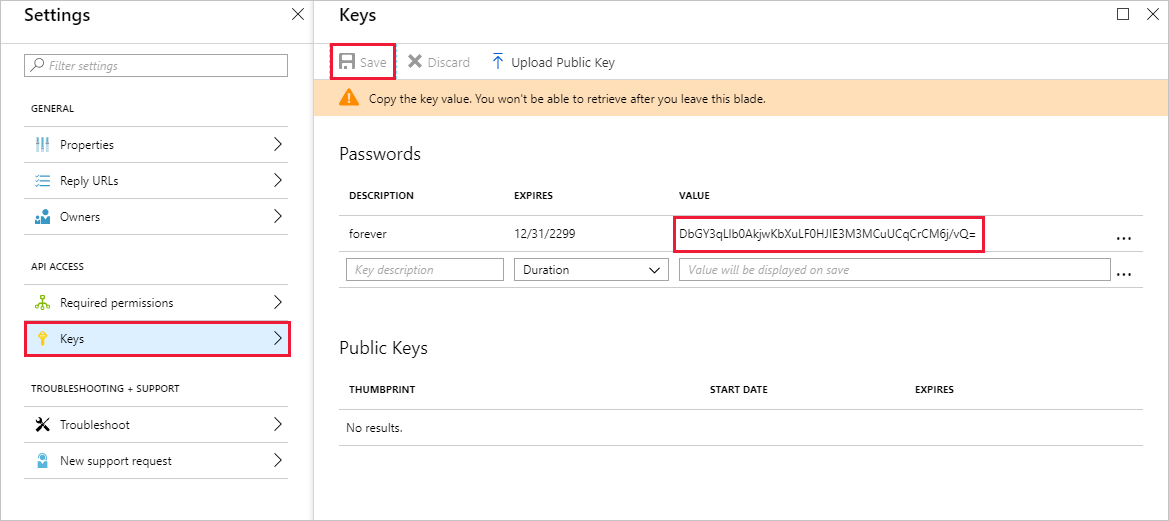 Settings
Filter settings
GENERAL
Properties
Reply URLs
Owners
API ACCESS
Required permissions
Keys
TROUBLESHOOTING + SUPPORT
Troubleshoot
New support request
Keys
Save Discard Upload Public Key
Copy the key value. You won't be able to retrieve after you leave this blade.
Passwords
DESCRIPTION EXPIRES VALUE
forever 12/31/2299 DbGY3qLIb0AkjwKbXuLF0HJIE3M3MCuUCqCrCM6j/vQ=
Key description Duration Value will be displayed on save
Public Keys
THUMBPRINT START DATE EXPIRES
No results.